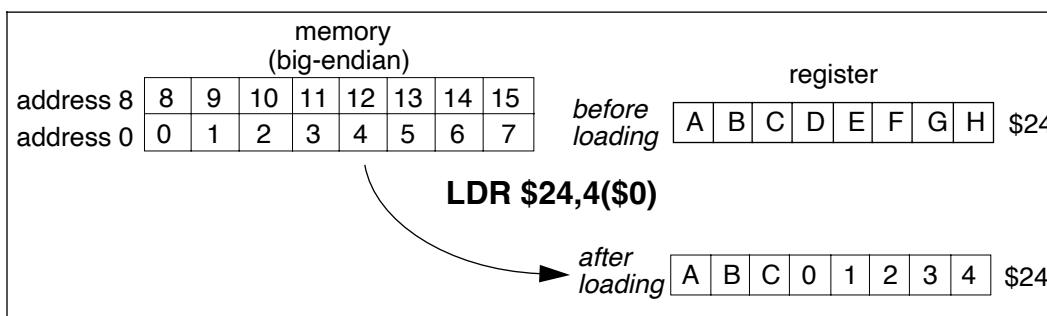 memory
(big-endian)
register
address 8 8 9 10 11 12 13 14 15
address 0 0 1 2 3 4 5 6 7
before
loading
A B C D E F G H $24
LDR $24,4($0)
after
loading
A B C 0 1 2 3 4 $24